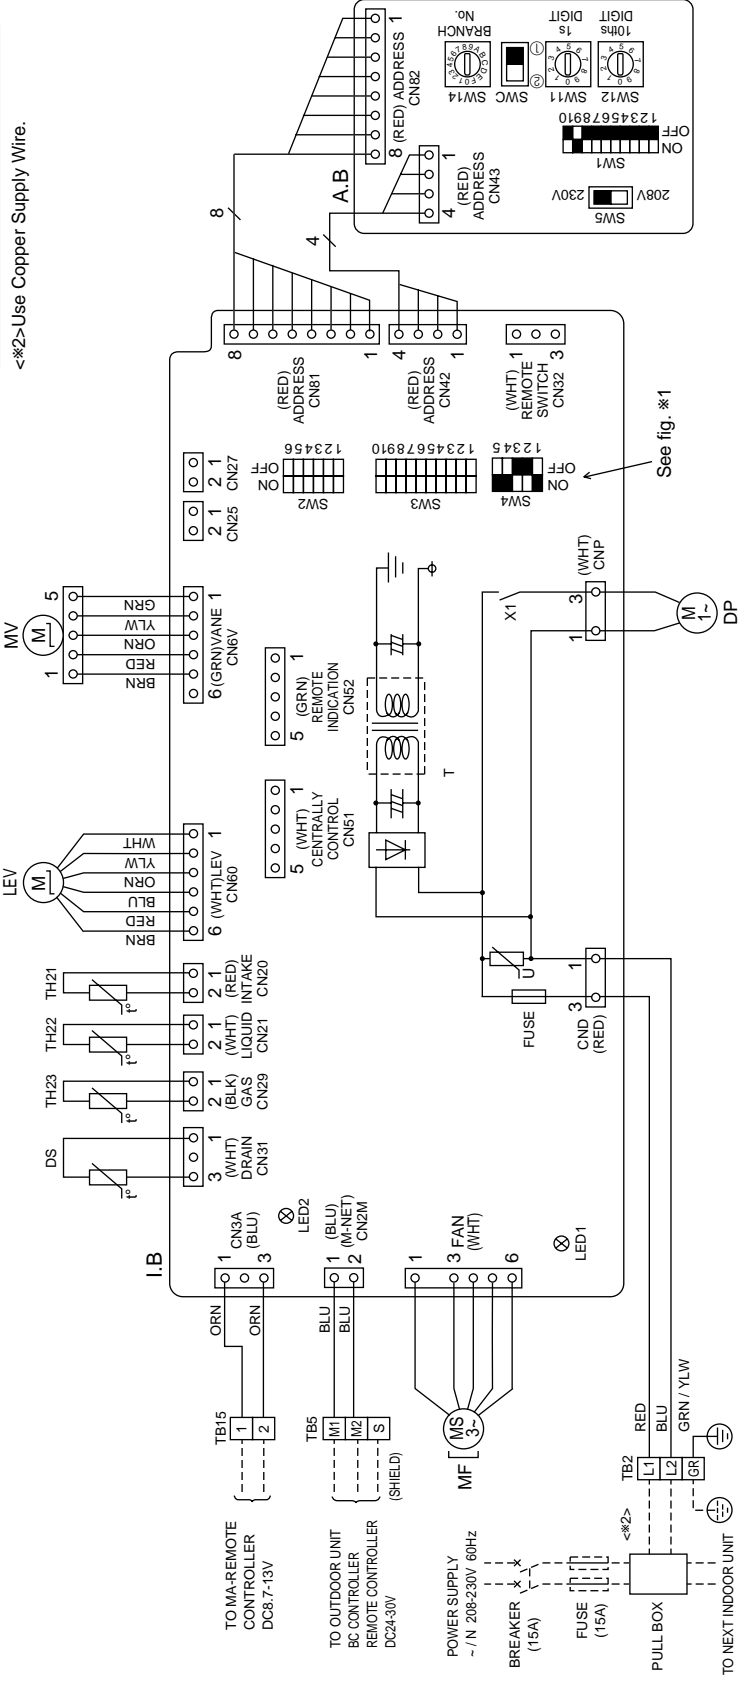 <※2>Use Copper Supply Wire.
MV
M
5
1
GRN
YLW
ORN
RED
BRN
6
(GRN)VANE
CN6V
1
LEV
M
WHT
YLW
ORN
BLU
RED
BRN
6
(WHT)LEV
CN60
1
TH21
t°
2 1
(RED)
INTAKE
CN20
TH22
t°
2 1
(WHT)
LIQUID
CN21
TH23
t°
2 1
(BLK)
GAS
CN29
DS
t°
3 1
(WHT)
DRAIN
CN31
I.B
1
3
CN3A
(BLU)
ORN
ORN
TB15
1
2
TO MA-REMOTE
CONTROLLER
DC8.7-13V
LED2
1
2
(BLU)
(M-NET)
CN2M
BLU
BLU
TB5
M1
M2
S
(SHIELD)
TO OUTDOOR UNIT
BC CONTROLLER
REMOTE CONTROLLER
DC24-30V
1
3
6
FAN
(WHT)
MS
3~
MF
LED1
POWER SUPPLY
~ / N 208-230V 60Hz
BREAKER
(15A)
FUSE
(15A)
PULL BOX
TO NEXT INDOOR UNIT
<※2>
TB2
L1
L2
GR
RED
BLU
GRN / YLW
CND
(RED)
3
1
FUSE
U
T
X1
(WHT)
CNP
3
1
M
1~
DP
5
(WHT)
CENTRALLY
CONTROL
CN51
1
5
(GRN)
REMOTE
INDICATION
CN52
1
2 1
CN25
2 1
CN27
8
1
(RED)
ADDRESS
CN81
4
1
(RED)
ADDRESS
CN42
1
3
(WHT)
REMOTE
SWITCH
CN32
ON
OFF
123456
SW2
12345678910
SW3
ON
OFF
12345
SW4
See fig. ※1
8
4
A.B
8
1
(RED) ADDRESS
CN82
4
1
(RED)
ADDRESS
CN43
BRANCH
No.
0123456789ABCDEF
SW14
①
②
SWC
1s
DIGIT
0123456789
SW11
10ths
DIGIT
0123456789
SW12
12345678910
ON
OFF
SW1
208V
230V
SW5